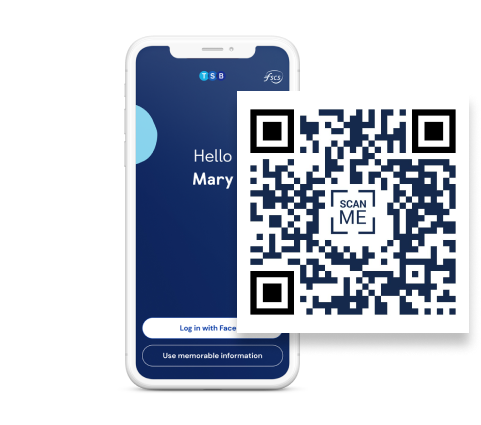 TSB
FSCS
Hello
Mary
SCAN
ME
Log in with Face
Use memorable information